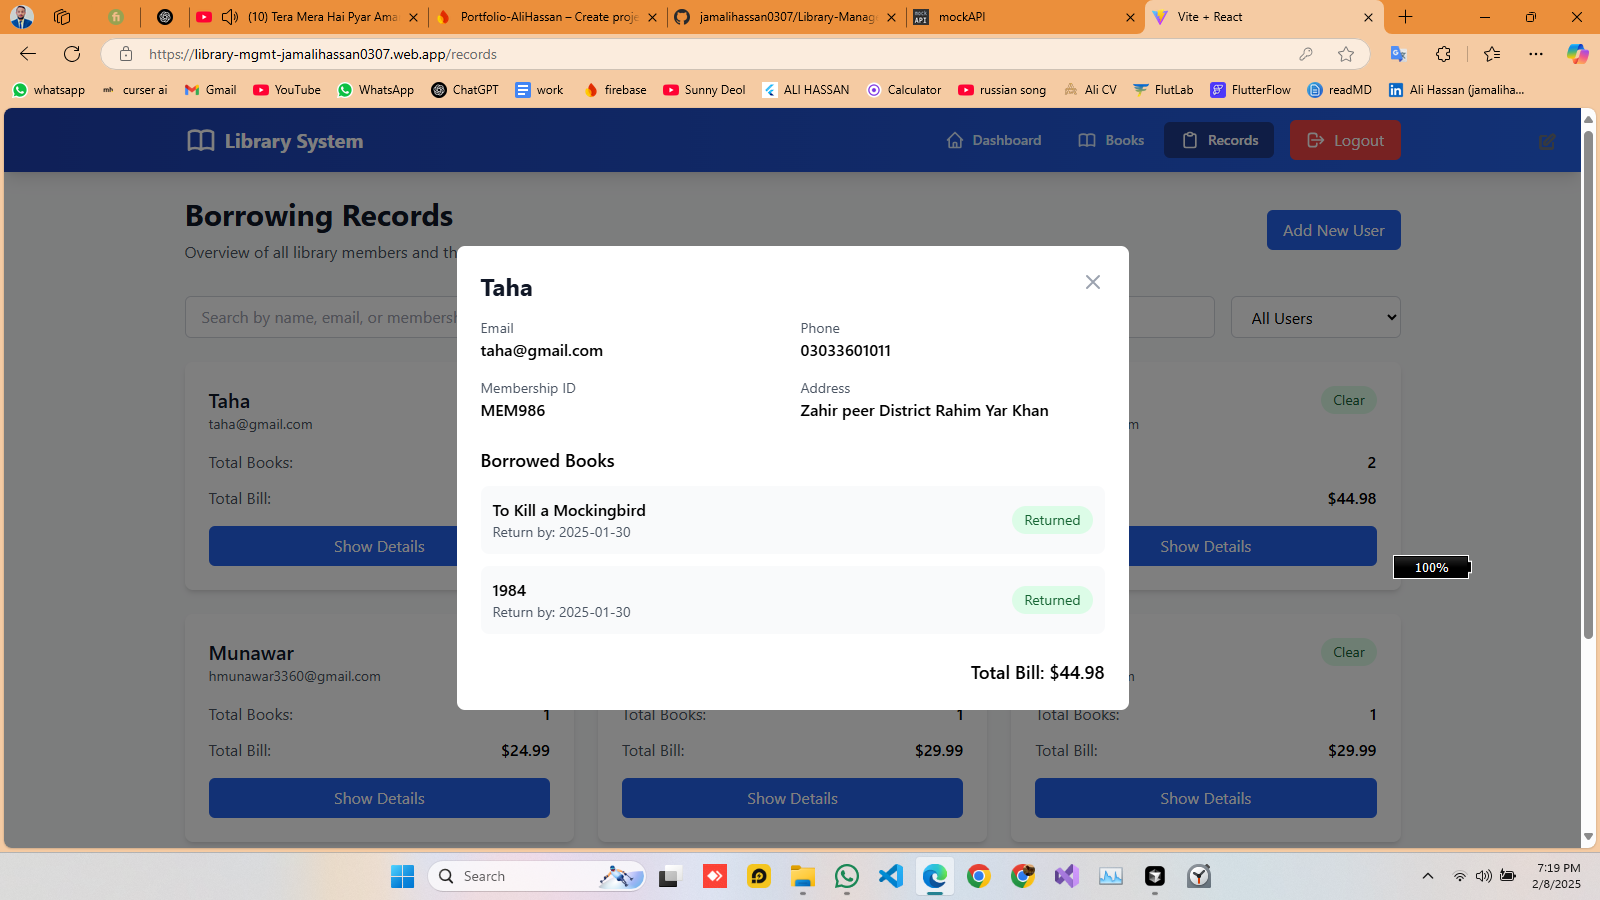 (10) Tera Mera Hai Pyar Ama
Portfolio-AliHassan – Create proje
jamalihassan0307/Library-Manag
mockAPI
Vite + React
https://library-mgmt-jamalihassan0307.web.app/records
whatsapp
curser ai
Gmail
YouTube
WhatsApp
ChatGPT
work
firebase
Sunny Deol
ALI HASSAN
Calculator
russian song
Ali CV
FlutLab
FlutterFlow
readMD
Ali Hassan (jamaliha...
Library System
Dashboard
Books
Records
Logout
Borrowing Records
Add New User
Overview of all library members and th
Search by name, email, or membersh
All Users
Taha
Email
taha@gmail.com
Phone
03033601011
Membership ID
MEM986
Address
Zahir peer District Rahim Yar Khan
Borrowed Books
To Kill a Mockingbird
Return by: 2025-01-30
Returned
1984
Return by: 2025-01-30
Returned
Total Bill: $44.98
Taha
taha@gmail.com
Total Books:
Total Bill:
Show Details
Clear
m
2
$44.98
Show Details
100%
Munawar
hmunawar3360@gmail.com
Total Books:
1
Total Bill:
$24.99
Show Details
Total Books:
1
Total Bill:
$29.99
Show Details
Clear
Total Books:
1
Total Bill:
$29.99
Show Details
Search
7:19 PM
2/8/2025